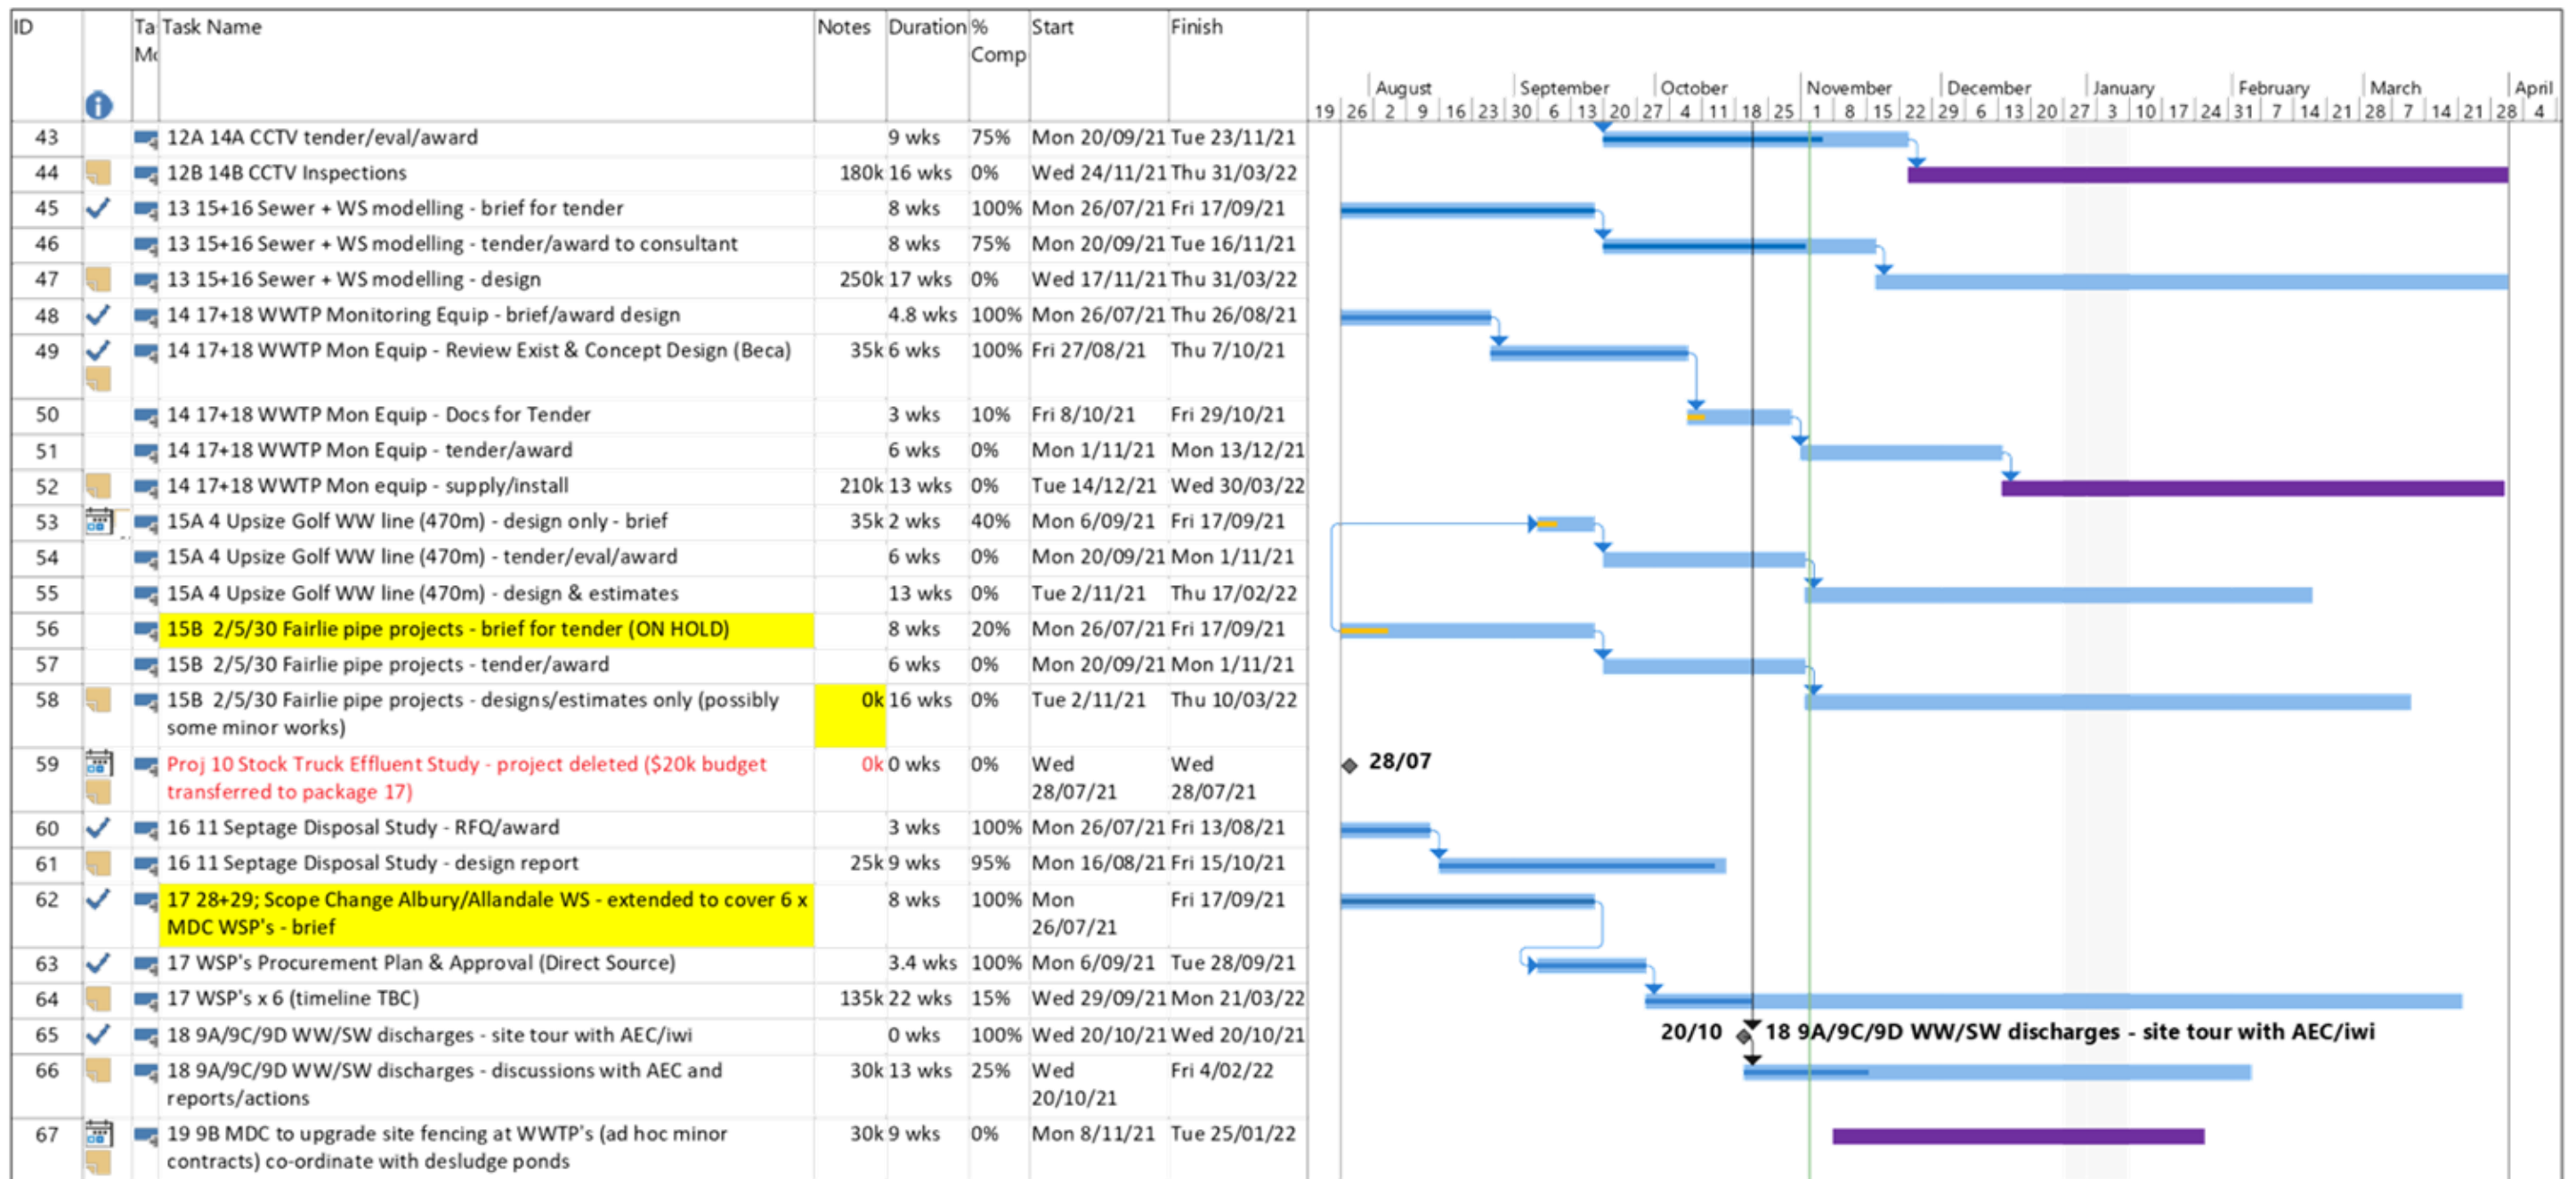 ID Ta Task Name Notes Duration % Start Finish
Mo Comp
August September October November December January February March April
19 26 2 9 16 23 30 6 13 20 27 4 11 18 25 1 8 15 22 29 6 13 20 27 3 10 17 24 31 7 14 21 28 7 14 21 28 4
43 12A 14A CCTV tender/eval/award 9 wks 75% Mon 20/09/21 Tue 23/11/21
44 12B 14B CCTV Inspections 180k 16 wks 0% Wed 24/11/21 Thu 31/03/22
45 13 15+16 Sewer + WS modelling - brief for tender 8 wks 100% Mon 26/07/21 Fri 17/09/21
46 13 15+16 Sewer + WS modelling - tender/award to consultant 8 wks 75% Mon 20/09/21 Tue 16/11/21
47 13 15+16 Sewer + WS modelling - design 250k 17 wks 0% Wed 17/11/21 Thu 31/03/22
48 14 17+18 WWTP Monitoring Equip - brief/award design 4.8 wks 100% Mon 26/07/21 Thu 26/08/21
49 14 17+18 WWTP Mon Equip - Review Exist & Concept Design (Beca) 35k 6 wks 100% Fri 27/08/21 Thu 7/10/21
50 14 17+18 WWTP Mon Equip - Docs for Tender 3 wks 10% Fri 8/10/21 Fri 29/10/21
51 14 17+18 WWTP Mon Equip - tender/award 6 wks 0% Mon 1/11/21 Mon 13/12/21
52 14 17+18 WWTP Mon equip - supply/install 210k 13 wks 0% Tue 14/12/21 Wed 30/03/22
53 15A 4 Upsize Golf WW line (470m) - design only - brief 35k 2 wks 40% Mon 6/09/21 Fri 17/09/21
54 15A 4 Upsize Golf WW line (470m) - tender/eval/award 6 wks 0% Mon 20/09/21 Mon 1/11/21
55 15A 4 Upsize Golf WW line (470m) - design & estimates 13 wks 0% Tue 2/11/21 Thu 17/02/22
56 15B 2/5/30 Fairlie pipe projects - brief for tender (ON HOLD) 8 wks 20% Mon 26/07/21 Fri 17/09/21
57 15B 2/5/30 Fairlie pipe projects - tender/award 6 wks 0% Mon 20/09/21 Mon 1/11/21
58 15B 2/5/30 Fairlie pipe projects - designs/estimates only (possibly 0k 16 wks 0% Tue 2/11/21 Thu 10/03/22
some minor works)
59 Proj 10 Stock Truck Effluent Study - project deleted ($20k budget 0k 0 wks 0% Wed Wed 28/07
transferred to package 17) 28/07/21 28/07/21
60 16 11 Septage Disposal Study - RFQ/award 3 wks 100% Mon 26/07/21 Fri 13/08/21
61 16 11 Septage Disposal Study - design report 25k 9 wks 95% Mon 16/08/21 Fri 15/10/21
62 17 28+29; Scope Change Albury/Allandale WS - extended to cover 6 x 8 wks 100% Mon Fri 17/09/21
MDC WSP's - brief 26/07/21
63 17 WSP's Procurement Plan & Approval (Direct Source) 3.4 wks 100% Mon 6/09/21 Tue 28/09/21
64 17 WSP's x 6 (timeline TBC) 135k 22 wks 15% Wed 29/09/21 Mon 21/03/22
65 18 9A/9C/9D WW/SW discharges - site tour with AEC/iwi 0 wks 100% Wed 20/10/21 Wed 20/10/21 20/10 18 9A/9C/9D WW/SW discharges - site tour with AEC/iwi
66 18 9A/9C/9D WW/SW discharges - discussions with AEC and 30k 13 wks 25% Wed Fri 4/02/22
reports/actions 20/10/21
67 19 9B MDC to upgrade site fencing at WWTP's (ad hoc minor 30k 9 wks 0% Mon 8/11/21 Tue 25/01/22
contracts) co-ordinate with desludge ponds